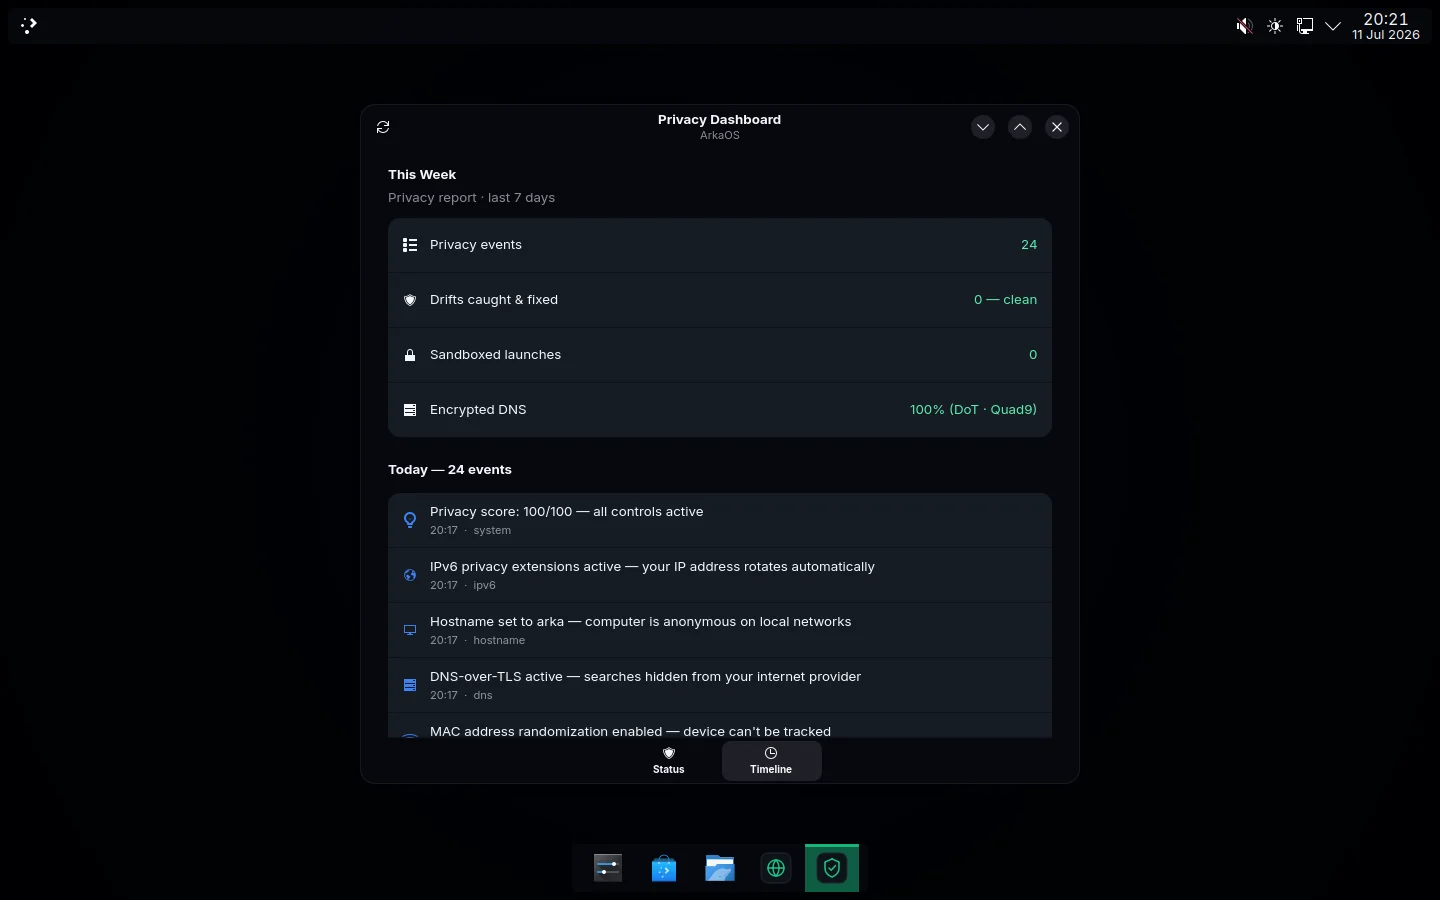 20:21
11 Jul 2026
Privacy Dashboard
ArkaOS
This Week
Privacy report · last 7 days
Privacy events 24
Drifts caught & fixed 0 — clean
Sandboxed launches 0
Encrypted DNS 100% (DoT · Quad9)
Today — 24 events
Privacy score: 100/100 — all controls active
20:17 · system
IPv6 privacy extensions active — your IP address rotates automatically
20:17 · ipv6
Hostname set to arka — computer is anonymous on local networks
20:17 · hostname
DNS-over-TLS active — searches hidden from your internet provider
20:17 · dns
MAC address randomization enabled — device can't be tracked
Status Timeline